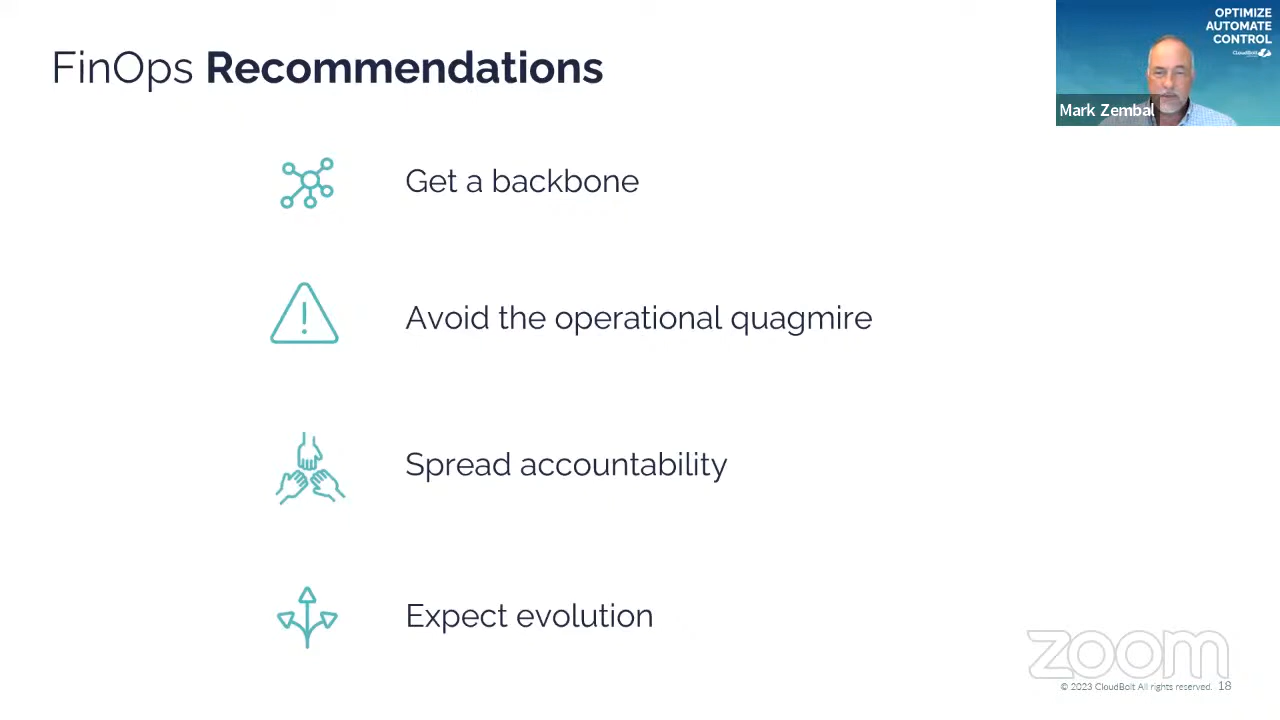 FinOps Recommendations
OPTIMIZE
AUTOMATE
CONTROL
CloudBolt
Mark Zembal
Get a backbone
Avoid the operational quagmire
Spread accountability
Expect evolution
zoom
© 2023 CloudBolt All rights reserved. 18